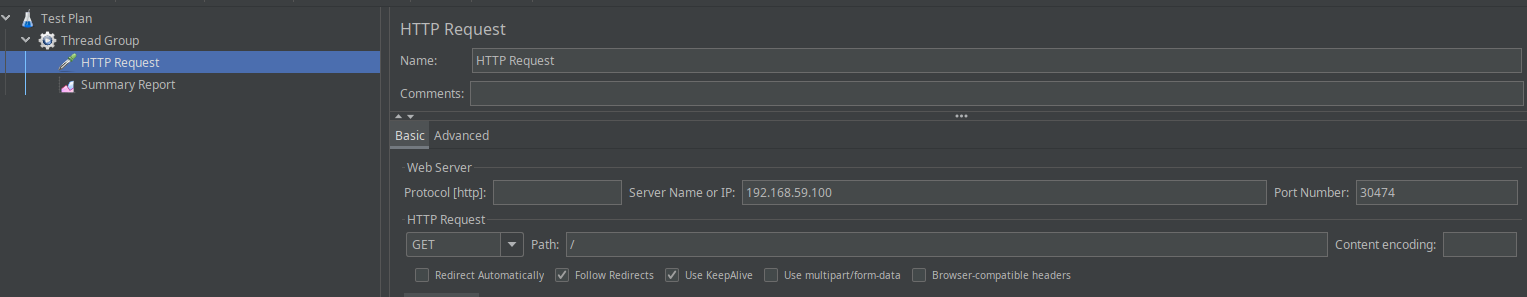 Test Plan
Thread Group
HTTP Request
Summary Report
HTTP Request
Name: HTTP Request
Comments:
Basic Advanced
Web Server
Protocol [http]: Server Name or IP: 192.168.59.100 Port Number: 30474
HTTP Request
GET Path: / Content encoding:
Redirect Automatically Follow Redirects Use KeepAlive Use multipart/form-data Browser-compatible headers